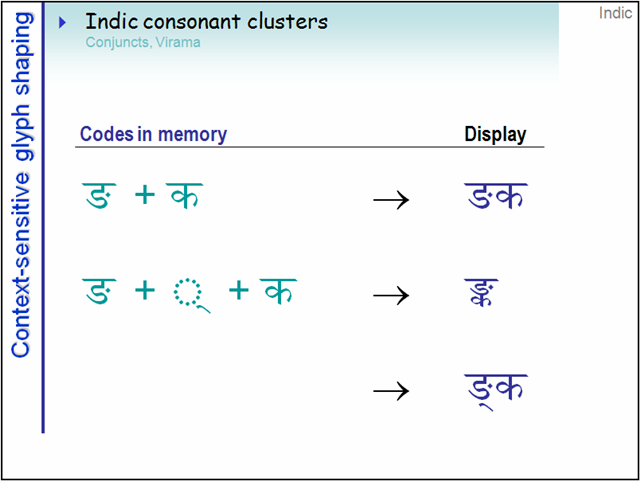 Indic
Indic consonant clusters
Conjuncts, Virama
Context-sensitive glyph shaping
Codes in memory Display
ङ + क → ङक
ङ + ् + क → ङ्क
→ ङ्‌क